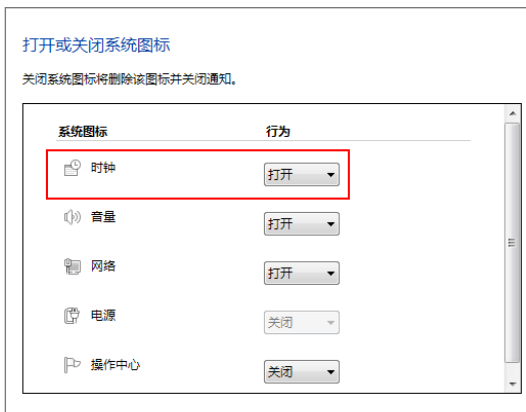 打开或关闭系统图标
关闭系统图标将删除该图标并关闭通知。
系统图标 行为
时钟 打开
音量 打开
网络 打开
电源 关闭
操作中心 关闭